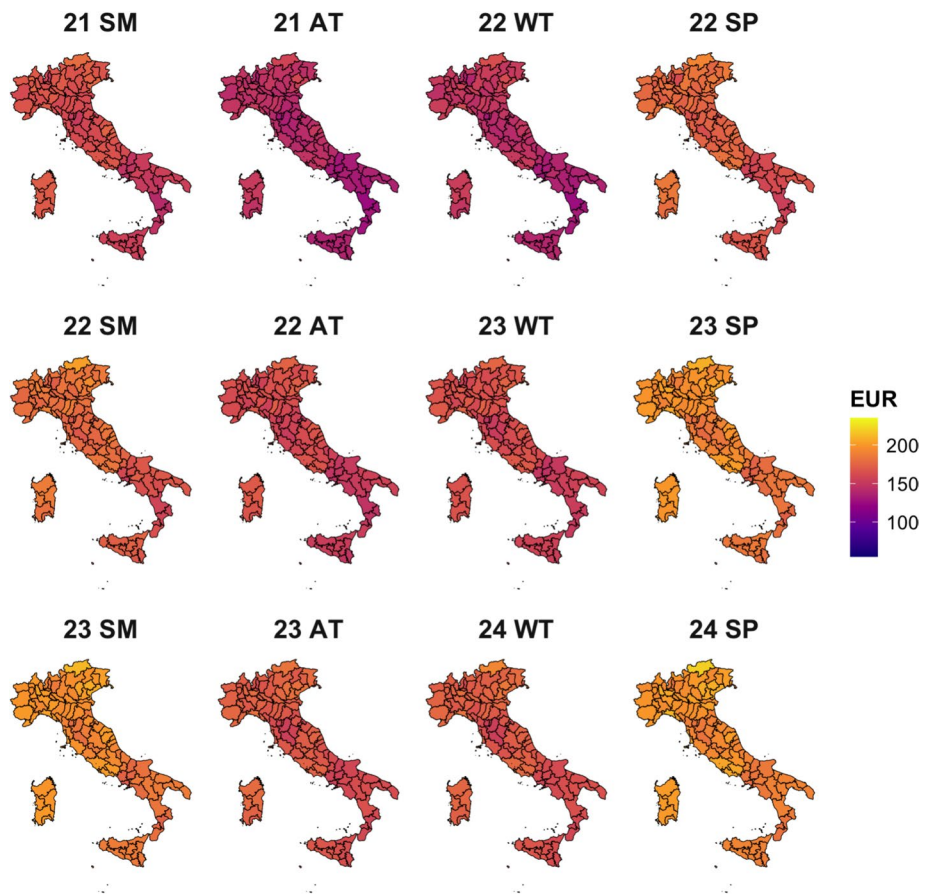 21 SM
21 AT
22 WT
22 SP
22 SM
22 AT
23 WT
23 SP
EUR
200
150
100
23 SM
23 AT
24 WT
24 SP